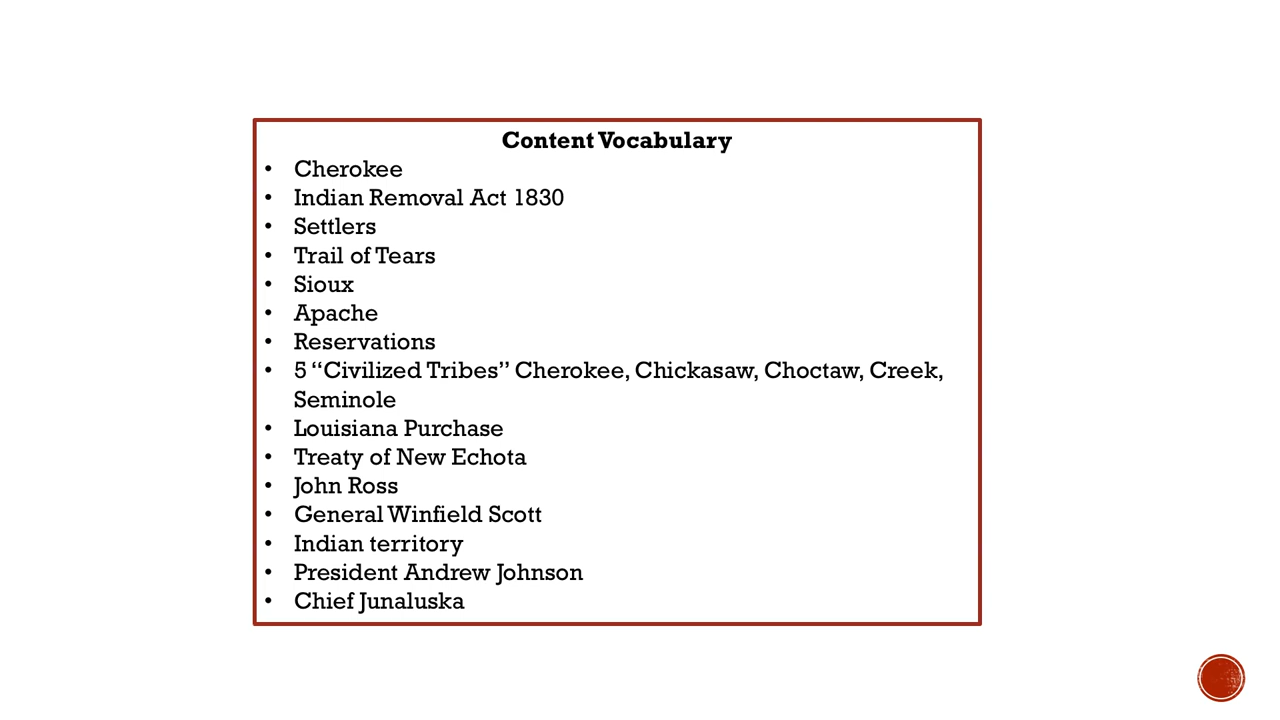 Content Vocabulary
• Cherokee
• Indian Removal Act 1830
• Settlers
• Trail of Tears
• Sioux
• Apache
• Reservations
• 5 “Civilized Tribes” Cherokee, Chickasaw, Choctaw, Creek,
Seminole
• Louisiana Purchase
• Treaty of New Echota
• John Ross
• General Winfield Scott
• Indian territory
• President Andrew Johnson
• Chief Junaluska